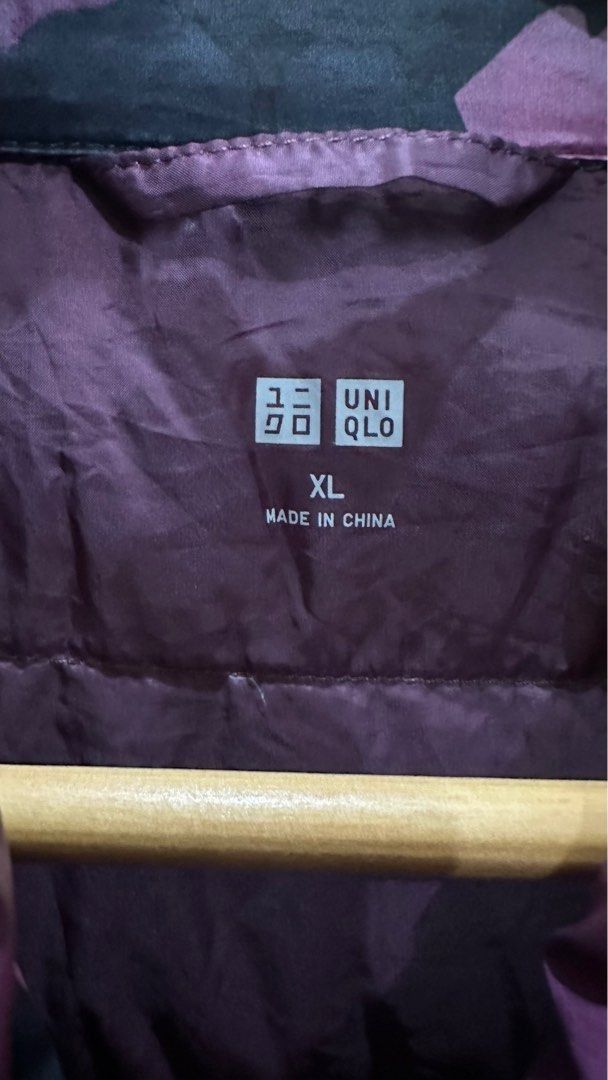 ユニ UNI
クロ QLO
XL
MADE IN CHINA